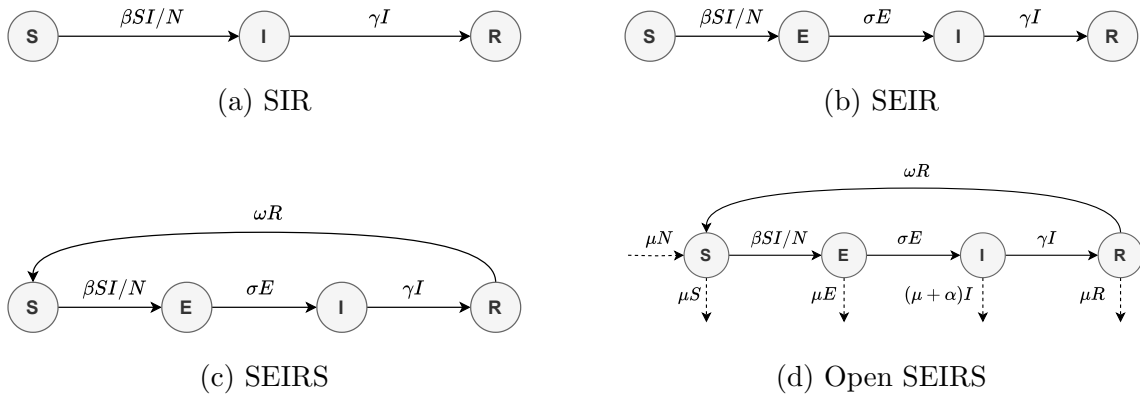 βSI/N γI
S I R
(a) SIR
βSI/N σE γI
S E I R
(b) SEIR
ωR
βSI/N σE γI
S E I R
(c) SEIRS
ωR
μN βSI/N σE γI
S E I R
μS μE (μ + α)I μR
(d) Open SEIRS